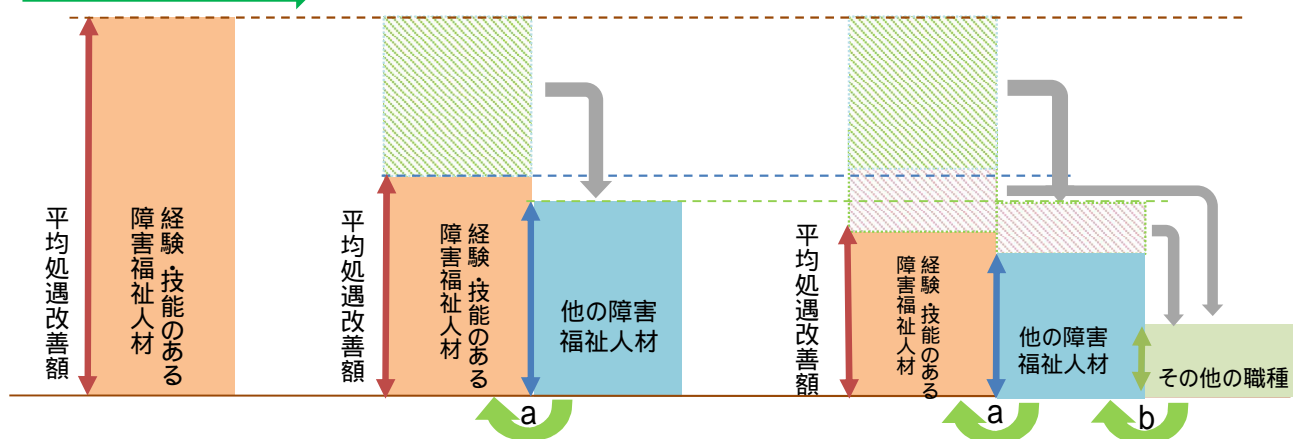 平均処遇改善額
経験・技能のある
障害福祉人材
平均処遇改善額
経験・技能のある
障害福祉人材
他の障害
福祉人材
a
平均処遇改善額
経験・技能のある
障害福祉人材
他の障害
福祉人材
その他の職種
a
b